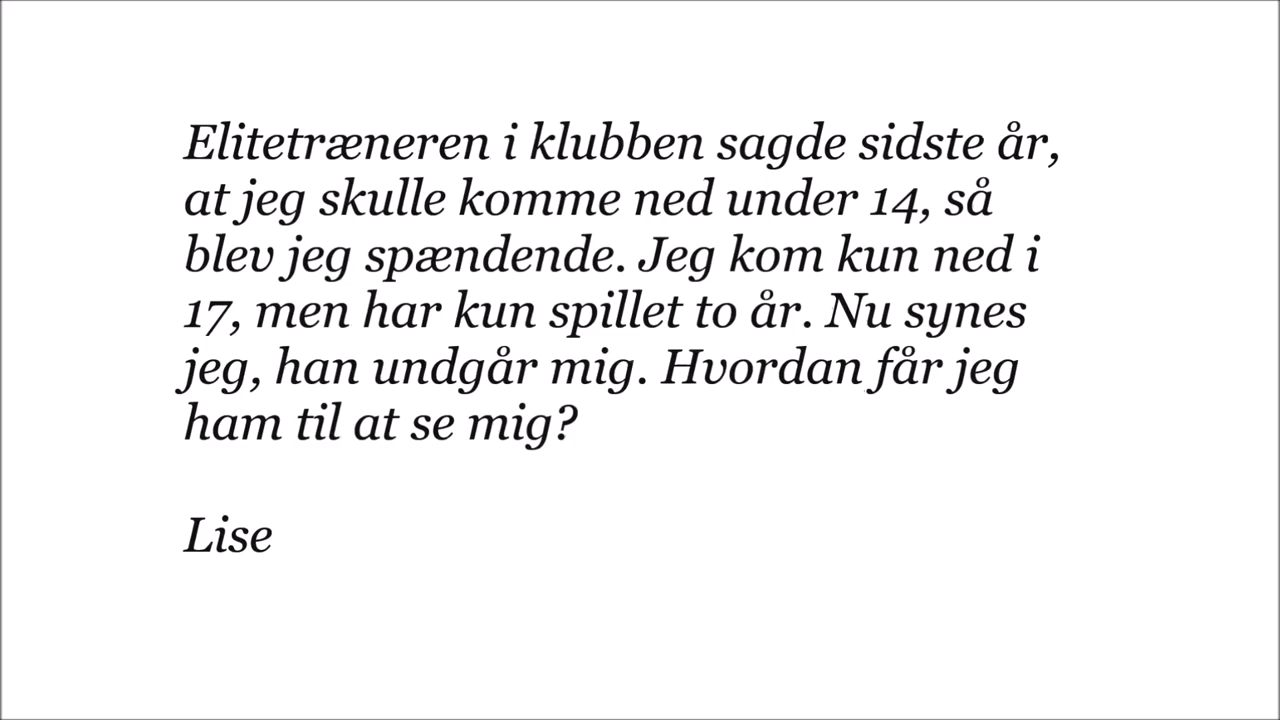 Elitetræneren i klubben sagde sidste år,
at jeg skulle komme ned under 14, så
blev jeg spændende. Jeg kom kun ned i
17, men har kun spillet to år. Nu synes
jeg, han undgår mig. Hvordan får jeg
ham til at se mig?
Lise